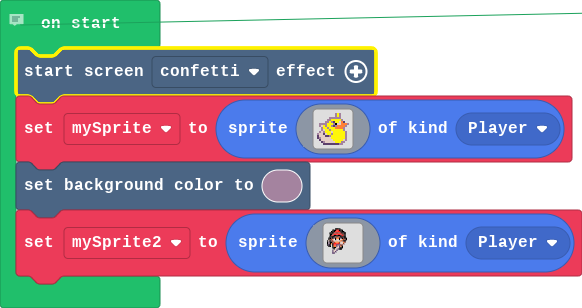 on start
start screen confetti effect
set mySprite to sprite of kind Player
set background color to
set mySprite2 to sprite of kind Player